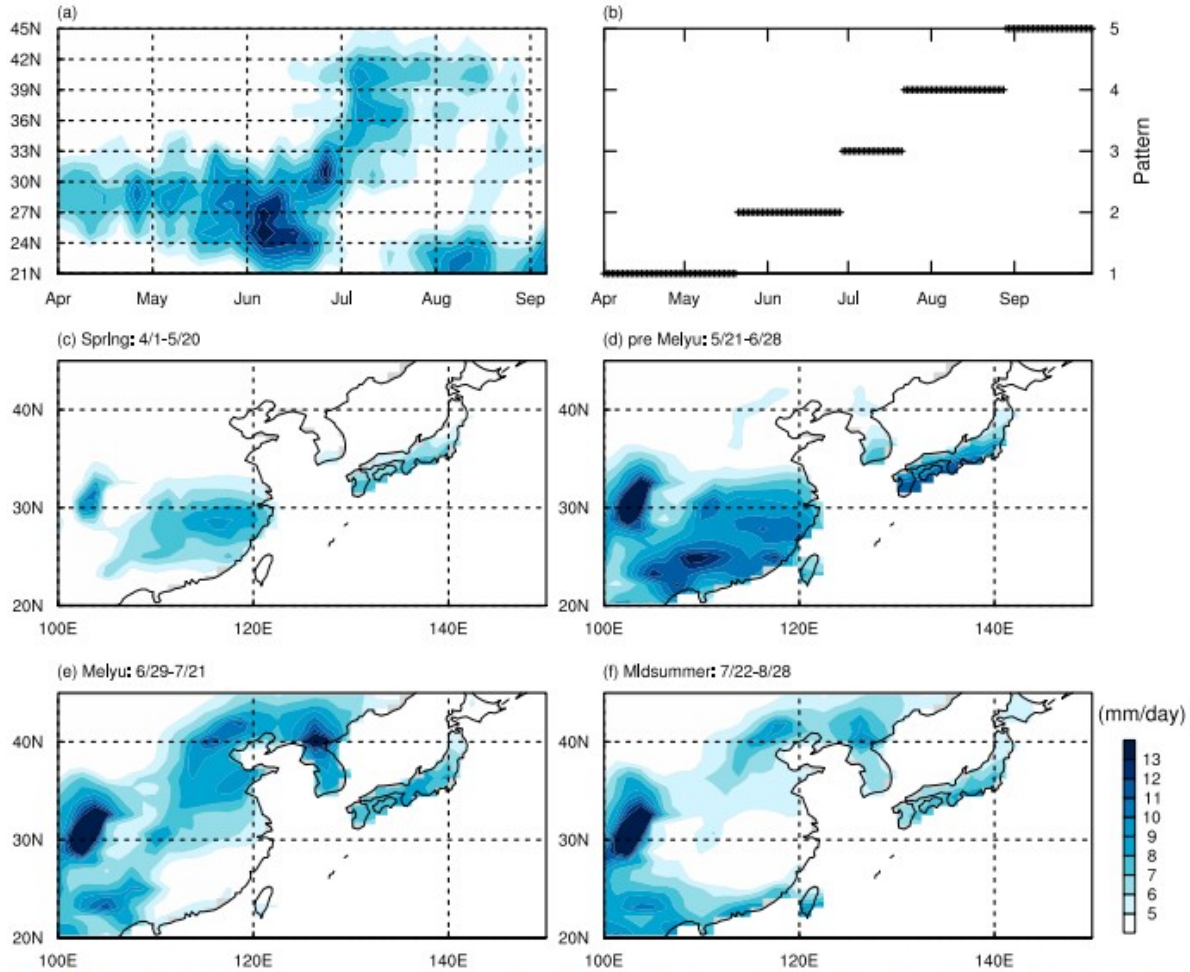 (a) (b)
45N
42N
39N
36N
33N
30N
27N
24N
21N
Apr May Jun Jul Aug Sep
5
4
3
2
1
Pattern
Apr May Jun Jul Aug Sep
(c) Sprlng: 4/1-5/20
40N
30N
20N
100E 120E 140E
(d) pre Melyu: 5/21-6/28
40N
30N
20N
100E 120E 140E
(e) Melyu: 6/29-7/21
40N
30N
20N
100E 120E 140E
(f) Mldsummer: 7/22-8/28
40N
30N
20N
100E 120E 140E
(mm/day)
13
12
11
10
9
8
7
6
5